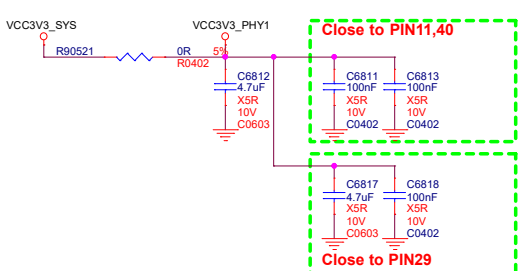 VCC3V3_SYS
VCC3V3_PHY1
Close to PIN11,40
R90521
0R
5%
R0402
C6812
4.7uF
X5R
10V
C0603
C6811
100nF
X5R
10V
C0402
C6813
100nF
X5R
10V
C0402
C6817
4.7uF
X5R
10V
C0603
C6818
100nF
X5R
10V
C0402
Close to PIN29